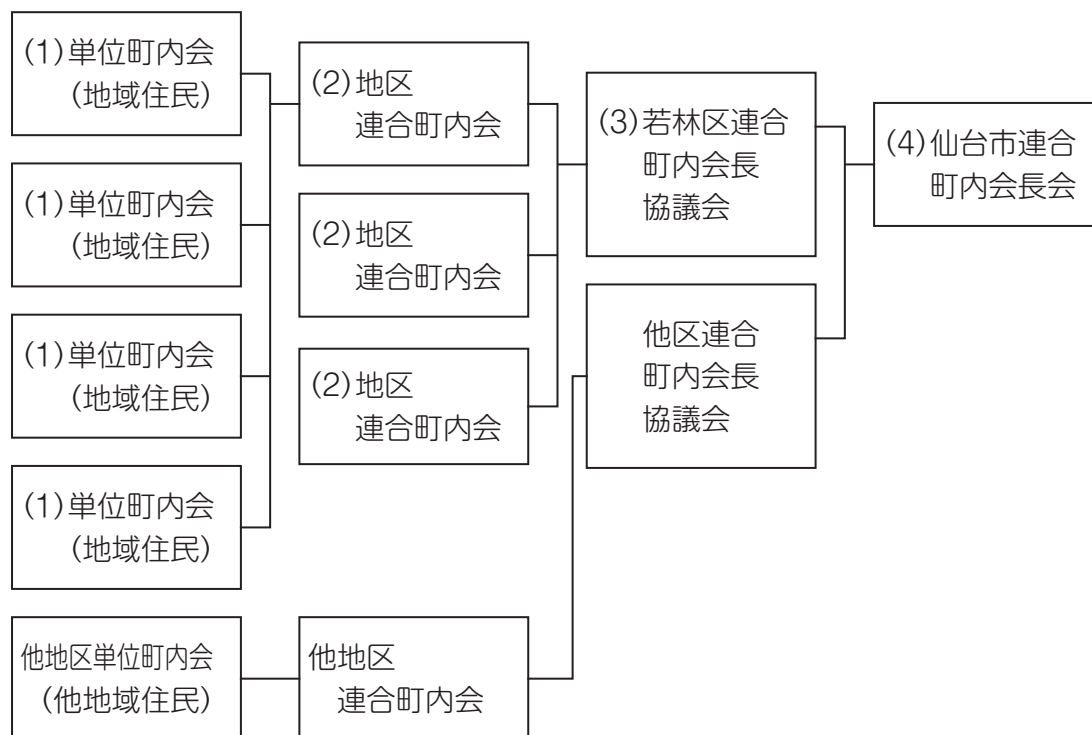 (1)単位町内会
(地域住民)
(1)単位町内会
(地域住民)
(1)単位町内会
(地域住民)
(1)単位町内会
(地域住民)
他地区単位町内会
(他地域住民)
(2)地区
連合町内会
(2)地区
連合町内会
(2)地区
連合町内会
他地区
連合町内会
(3)若林区連合
町内会長
協議会
他区連合
町内会長
協議会
(4)仙台市連合
町内会長会